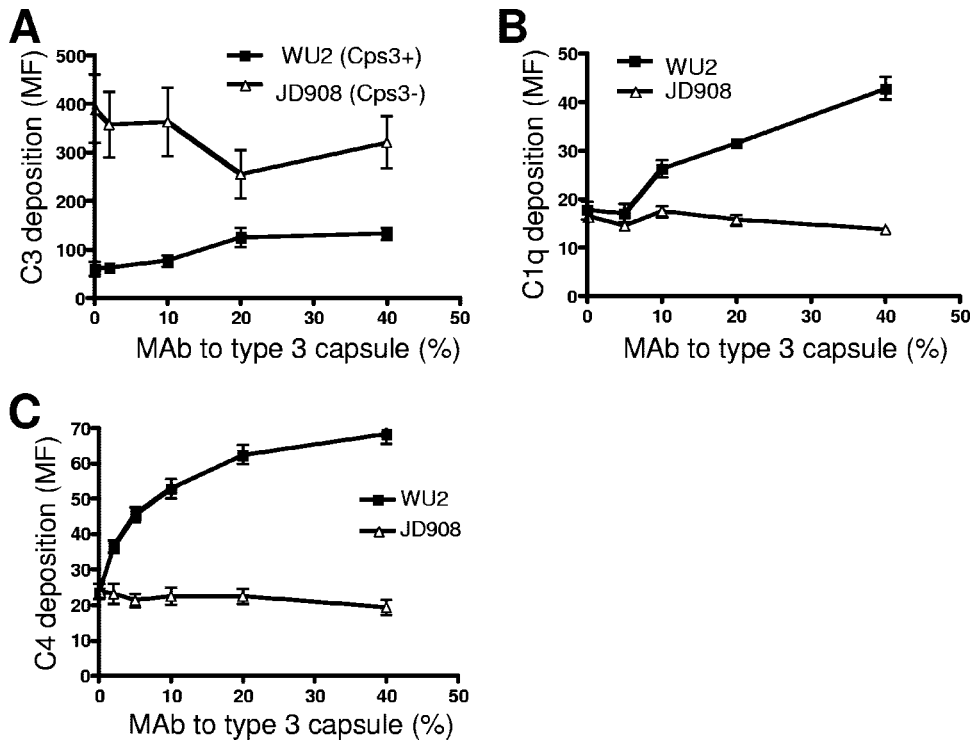 A
C3 deposition (MF)
500
400
300
200
100
0
WU2 (Cps3+)
JD908 (Cps3-)
0 10 20 30 40 50
MAb to type 3 capsule (%)
B
C1q deposition (MF)
50
40
30
20
10
0
WU2
JD908
0 10 20 30 40 50
MAb to type 3 capsule (%)
C
C4 deposition (MF)
70
60
50
40
30
20
10
0
WU2
JD908
0 10 20 30 40 50
MAb to type 3 capsule (%)